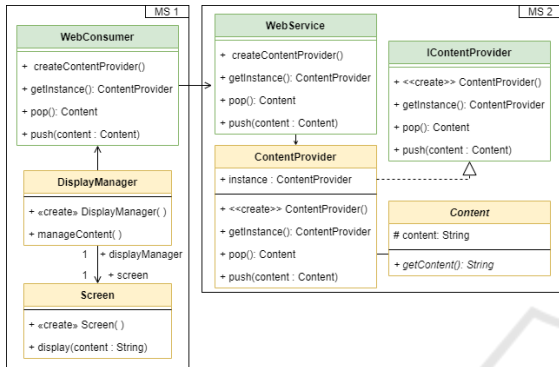 MS 1
WebConsumer
+ createContentProvider()
+ getInstance(): ContentProvider
+ pop(): Content
+ push(content : Content)
DisplayManager
+ «create» DisplayManager( )
+ manageContent( )
1 + displayManager
1 + screen
Screen
+ «create» Screen( )
+ display(content : String)
MS 2
WebService
+ createContentProvider()
+ getInstance(): ContentProvider
+ pop(): Content
+ push(content : Content)
IContentProvider
+ <<create>> ContentProvider()
+ getInstance(): ContentProvider
+ pop(): Content
+ push(content : Content)
ContentProvider
+ instance : ContentProvider
+ <<create>> ContentProvider()
+ getInstance(): ContentProvider
+ pop(): Content
+ push(content : Content)
Content
# content: String
+ getContent(): String